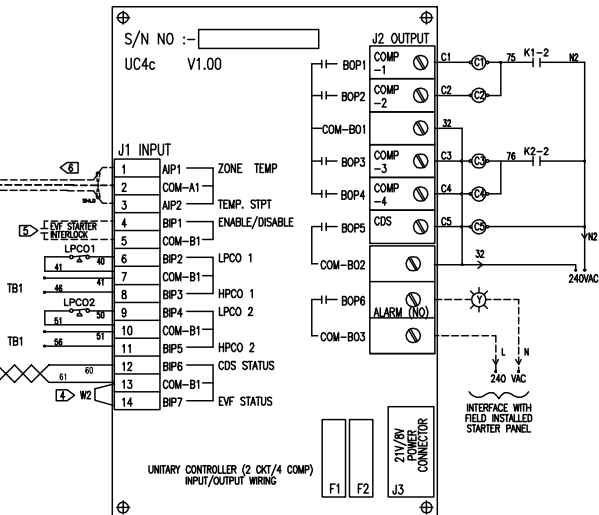 S/N NO :-
UC4c V1.00
J2 OUTPUT
BOP1 COMP -1 C1 C1 75 K1-2 N2
BOP2 COMP -2 C2 C2
COM-BO1 32
BOP3 COMP -3 C3 C3 76 K2-2
BOP4 COMP -4 C4 C4
BOP5 CDS C5 C5
N2
COM-BO2 32
240VAC
BOP6 Y
ALARM (NO)
COM-BO3
L N
240 VAC
INTERFACE WITH
FIELD INSTALLED
STARTER PANEL
J1 INPUT
6 1 AIP1 ZONE TEMP
2 COM-A1
SHLD 3 AIP2 TEMP. STPT
4 BIP1 ENABLE/DISABLE
5 EVF STARTER
INTERLOCK
5 COM-B1
LPCO1
41 40 6 BIP2 LPCO 1
41 7 COM-B1
TB1 46 8 BIP3 HPCO 1
LPCO2
51 50 9 BIP4 LPCO 2
51 10 COM-B1
TB1 56 11 BIP5 HPCO 2
60 12 BIP6 CDS STATUS
61 13 COM-B1
4 W2 14 BIP7 EVF STATUS
UNITARY CONTROLLER (2 CKT/4 COMP)
INPUT/OUTPUT WIRING
F1 F2
21V/8V
POWER
CONNECTOR
J3